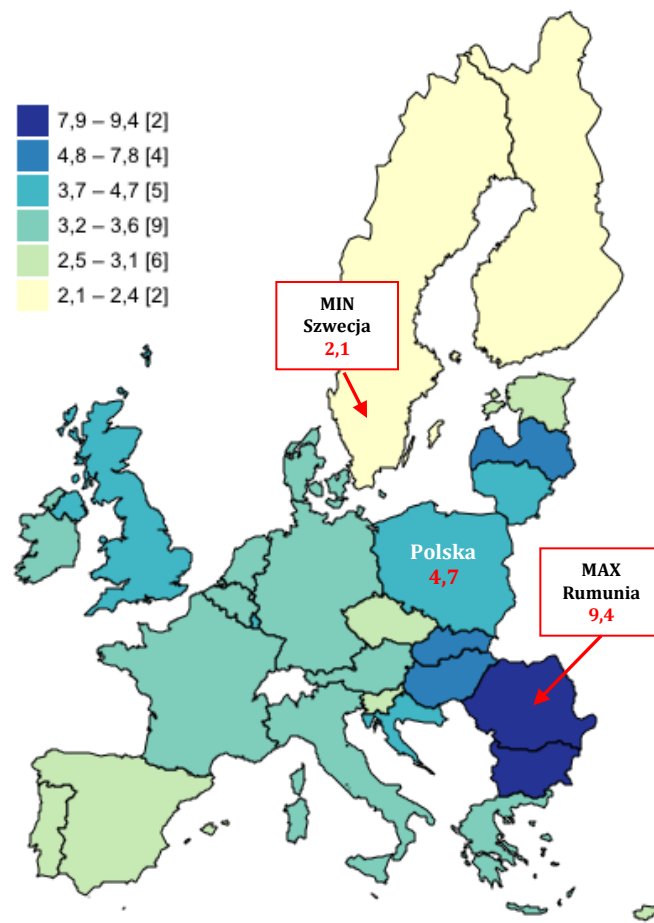 7,9 – 9,4 [2]
4,8 – 7,8 [4]
3,7 – 4,7 [5]
3,2 – 3,6 [9]
2,5 – 3,1 [6]
2,1 – 2,4 [2]
MIN
Szwecja
2,1
Polska
4,7
MAX
Rumunia
9,4